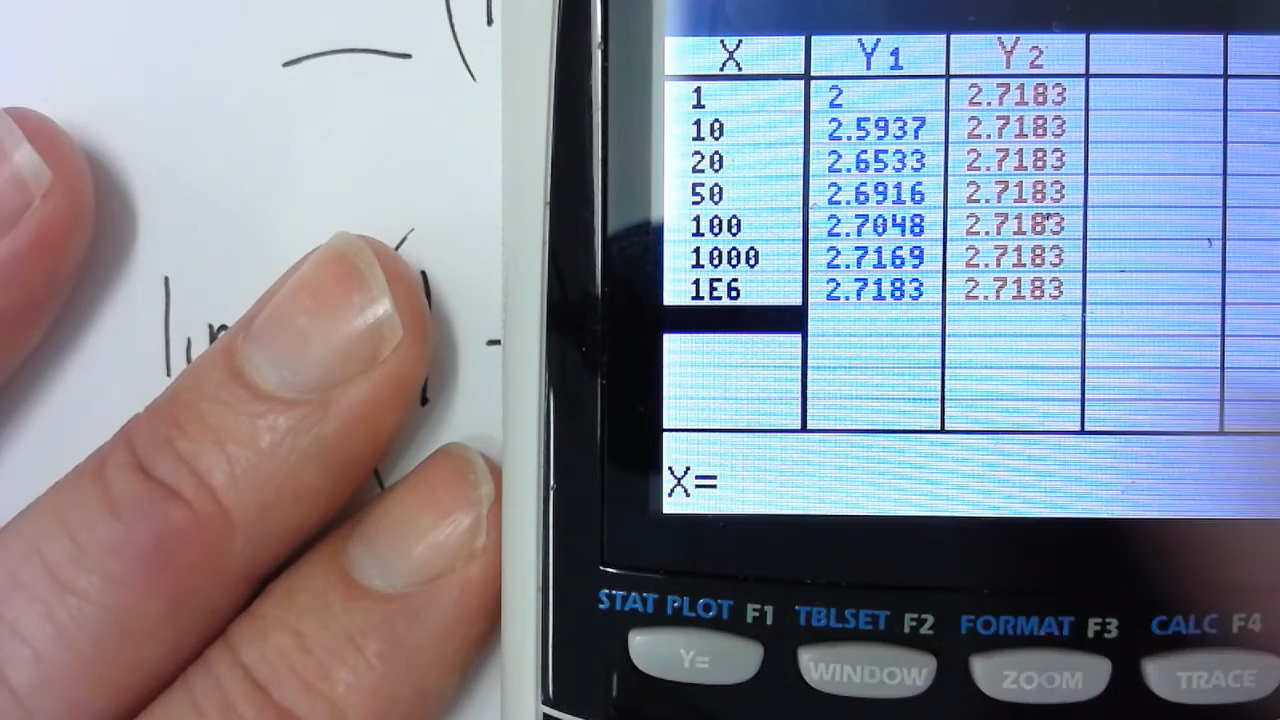 X Y1 Y2
1 2 2.7183
10 2.5937 2.7183
20 2.6533 2.7183
50 2.6916 2.7183
100 2.7048 2.7183
1000 2.7169 2.7183
1E6 2.7183 2.7183
X=
STAT PLOT F1 TBLSET F2 FORMAT F3 CALC F4
Y= WINDOW ZOOM TRACE